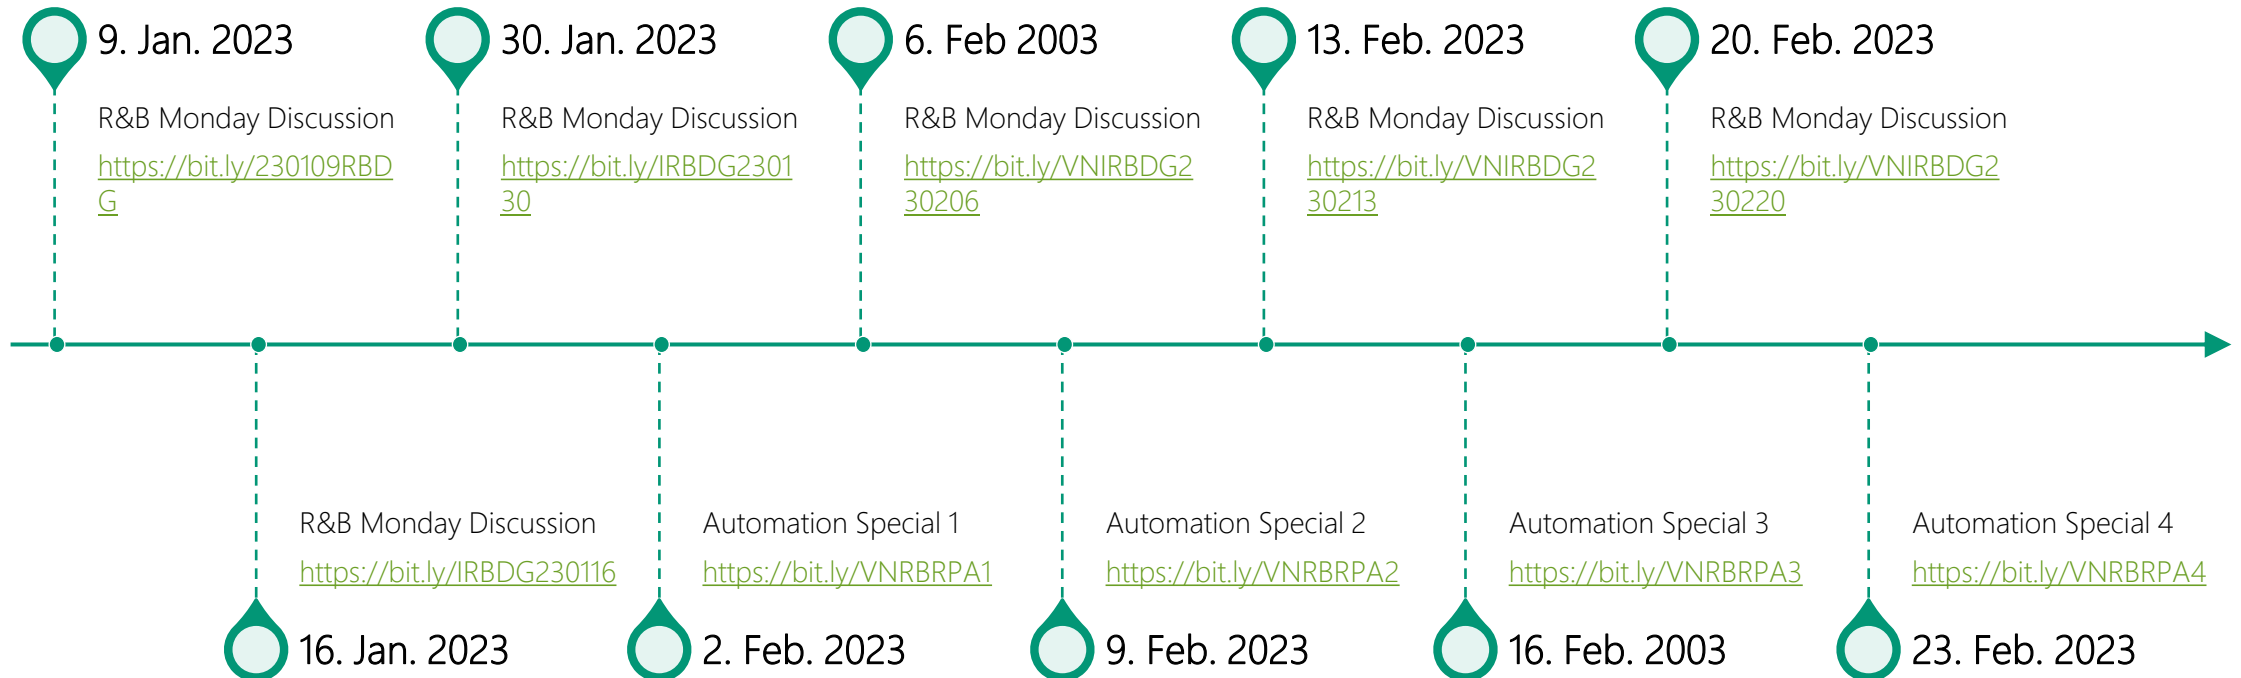 9. Jan. 2023
R&B Monday Discussion
https://bit.ly/230109RBD
G
30. Jan. 2023
R&B Monday Discussion
https://bit.ly/IRBDG2301
30
6. Feb 2003
R&B Monday Discussion
https://bit.ly/VNIRBDG2
30206
13. Feb. 2023
R&B Monday Discussion
https://bit.ly/VNIRBDG2
30213
20. Feb. 2023
R&B Monday Discussion
https://bit.ly/VNIRBDG2
30220
R&B Monday Discussion
https://bit.ly/IRBDG230116
16. Jan. 2023
Automation Special 1
https://bit.ly/VNRBRPA1
2. Feb. 2023
Automation Special 2
https://bit.ly/VNRBRPA2
9. Feb. 2023
Automation Special 3
https://bit.ly/VNRBRPA3
16. Feb. 2003
Automation Special 4
https://bit.ly/VNRBRPA4
23. Feb. 2023